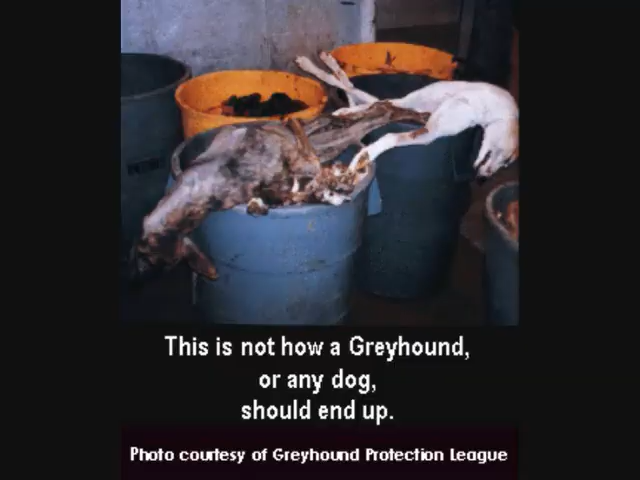 This is not how a Greyhound,
or any dog,
should end up.
Photo courtesy of Greyhound Protection League